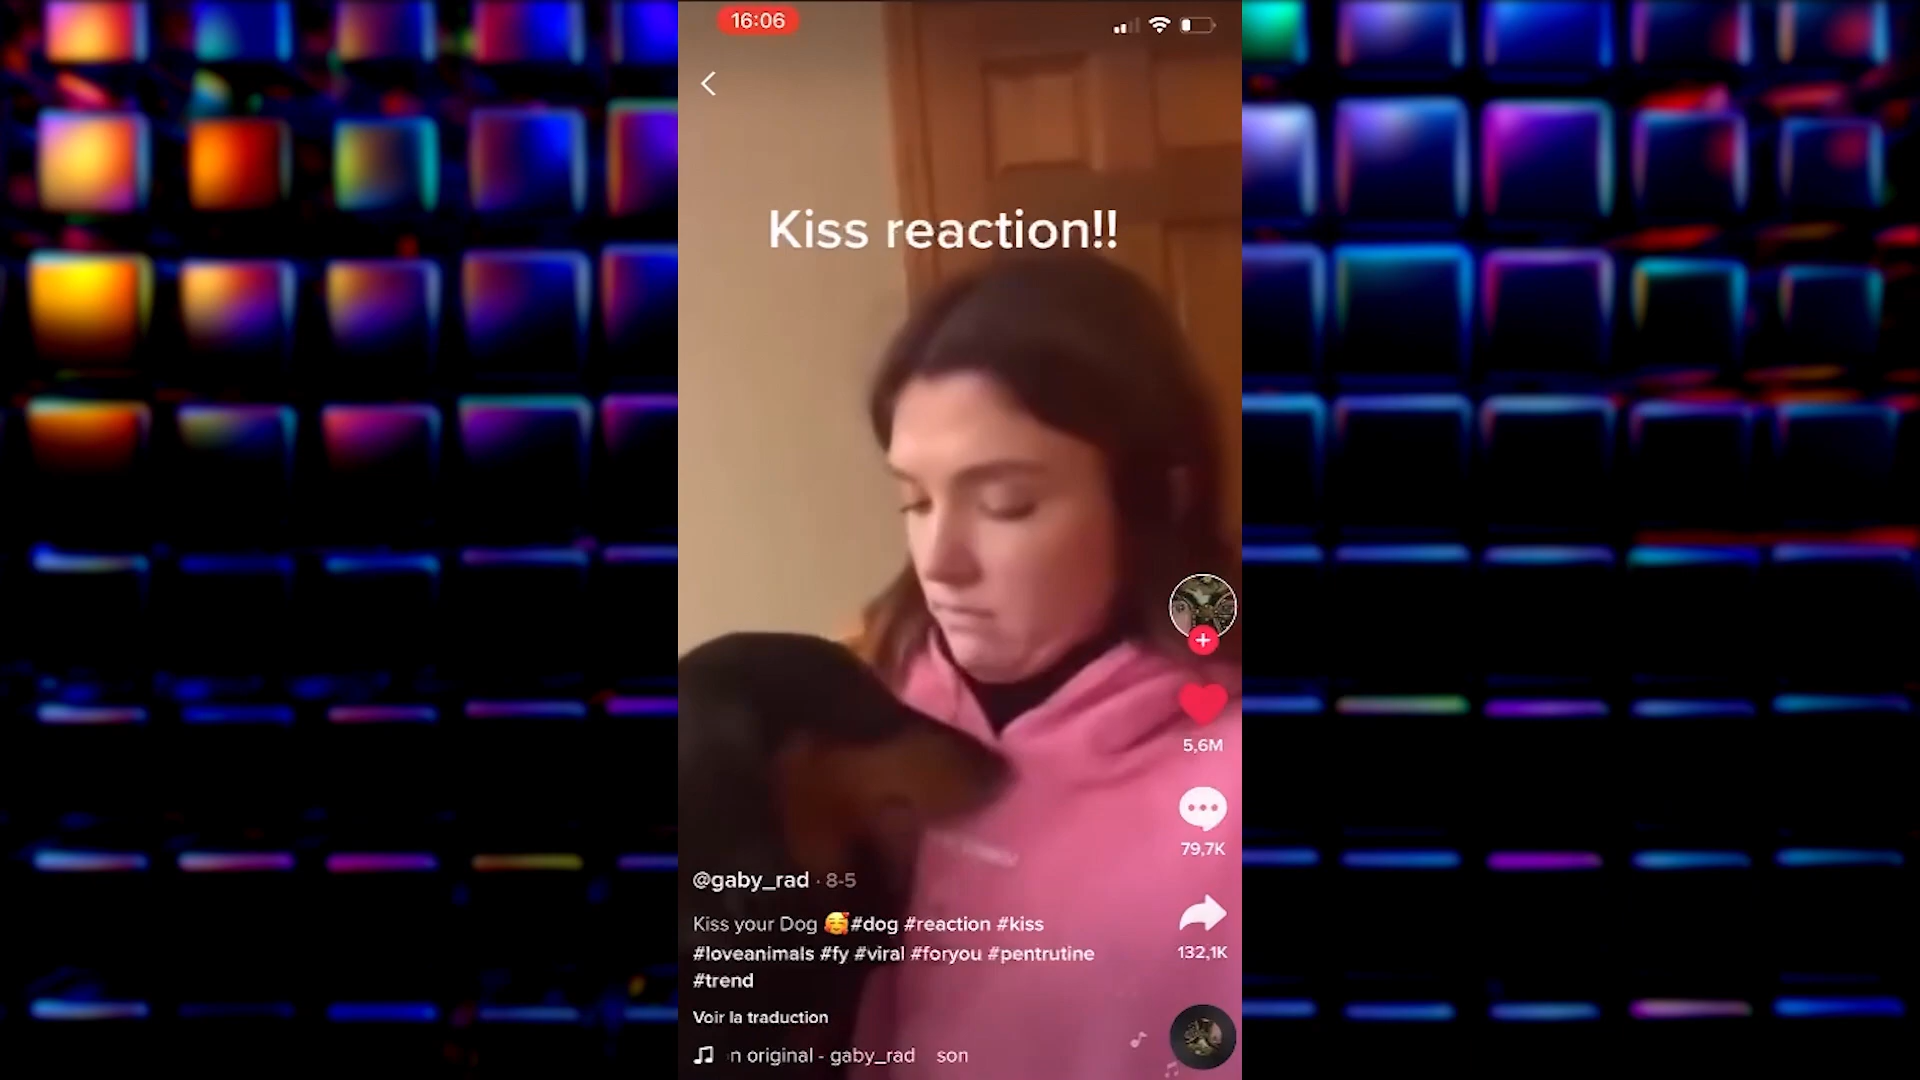 16:06
Kiss reaction!!
5,6M
79,7K
@gaby_rad · 8-5
Kiss your Dog 🥰#dog #reaction #kiss
#loveanimals #fy #viral #foryou #pentrutine
#trend
132,1K
Voir la traduction
n original - gaby_rad son